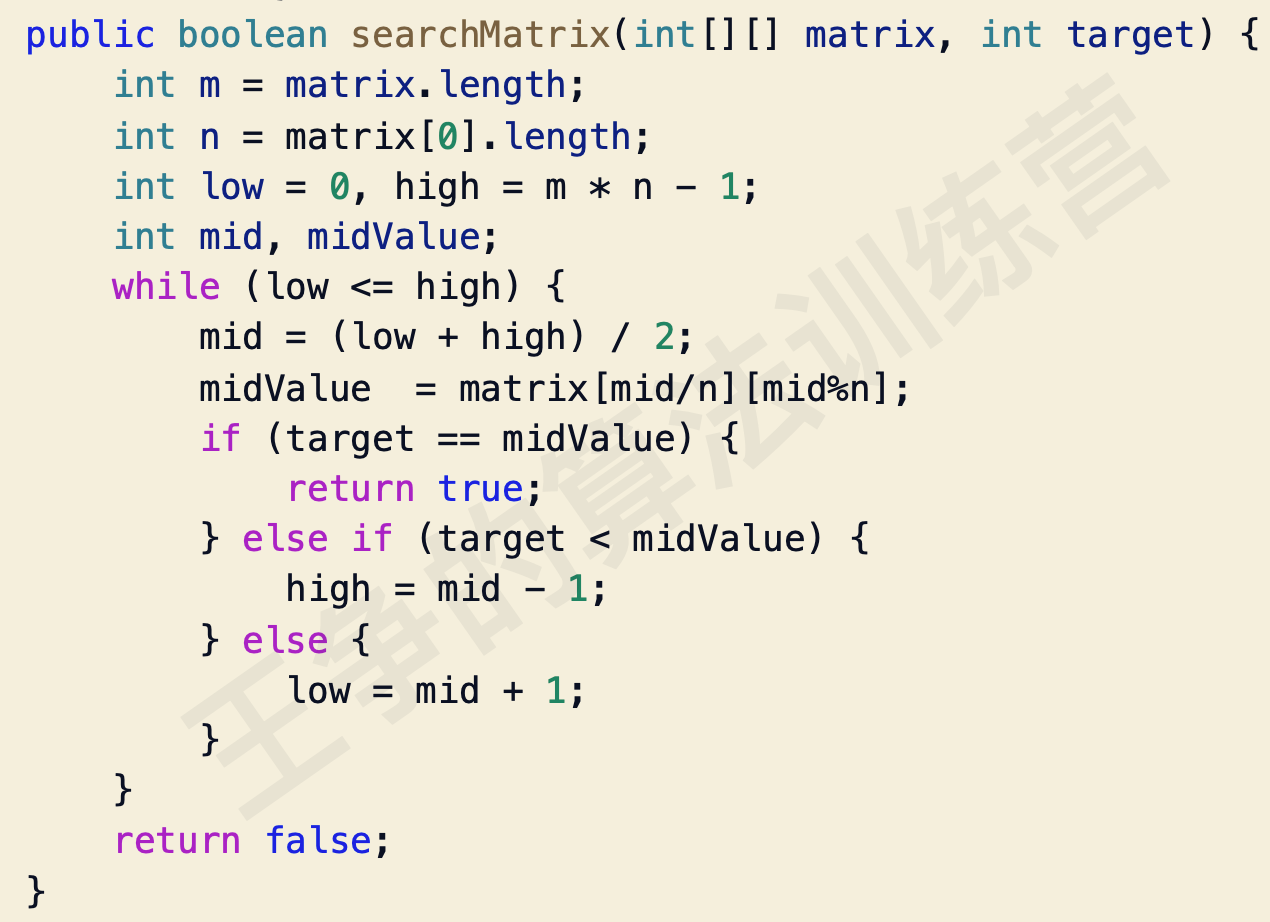 public boolean searchMatrix(int[][] matrix, int target) {
    int m = matrix.length;
    int n = matrix[0].length;
    int low = 0, high = m * n - 1;
    int mid, midValue;
    while (low <= high) {
        mid = (low + high) / 2;
        midValue  = matrix[mid/n][mid%n];
        if (target == midValue) {
            return true;
        } else if (target < midValue) {
            high = mid - 1;
        } else {
            low = mid + 1;
        }
    }
    return false;
}
王争的算法训练营